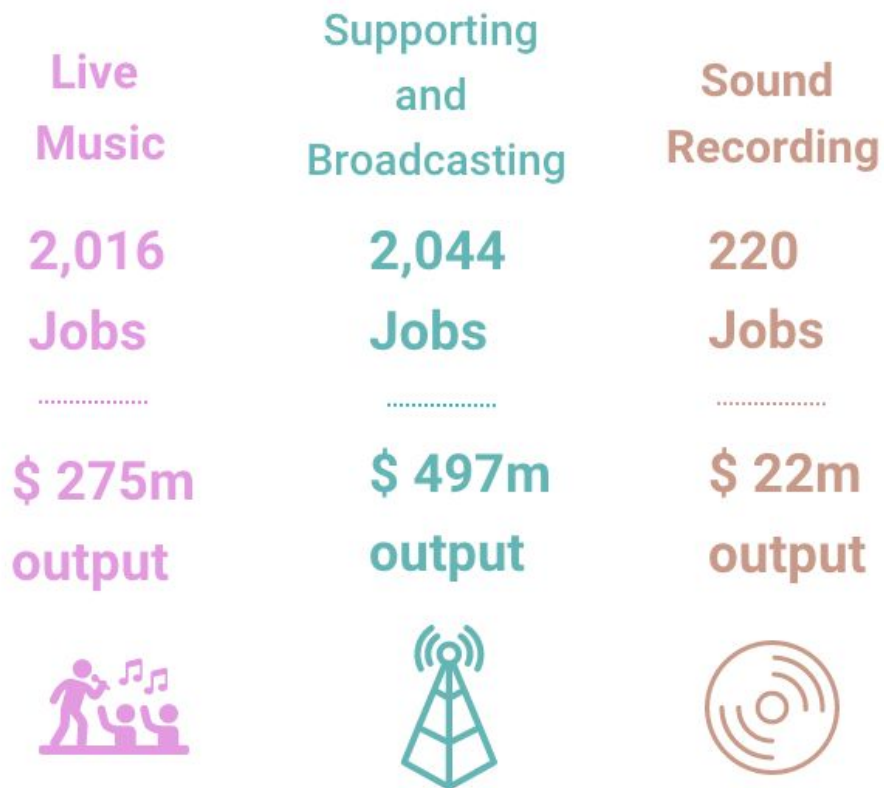 Live
Music
2,016
Jobs
$ 275m
output
Supporting
and
Broadcasting
2,044
Jobs
$ 497m
output
Sound
Recording
220
Jobs
$ 22m
output